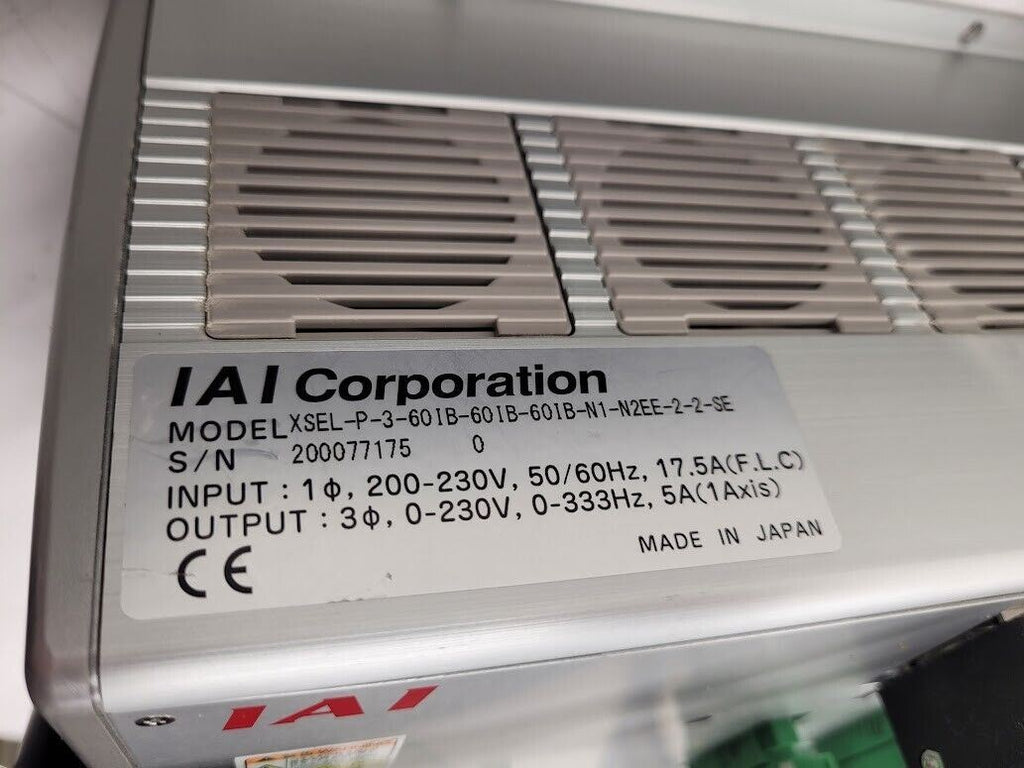 IAI Corporation
MODEL XSEL-P-3-60IB-60IB-60IB-N1-N2EE-2-2-SE
S/N 200077175 0
INPUT : 1ϕ, 200-230V, 50/60Hz, 17.5A(F.L.C)
OUTPUT : 3ϕ, 0-230V, 0-333Hz, 5A(1Axis)
CE MADE IN JAPAN
IAI